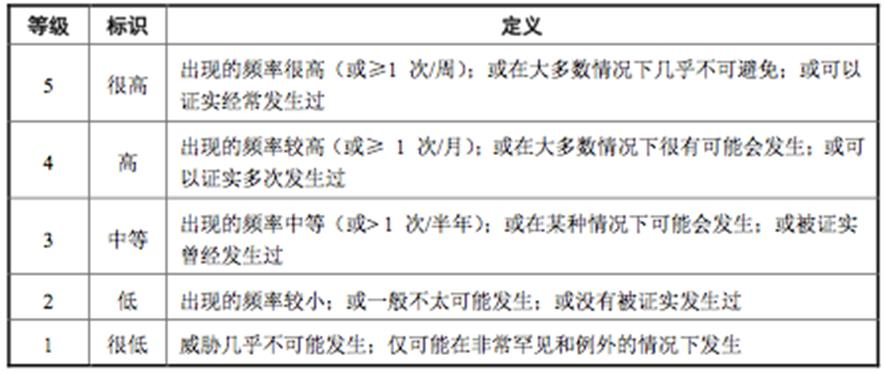 等级 标识 定义
5 很高 出现的频率很高（或≥1 次/周）；或在大多数情况下几乎不可避免；或可以
证实经常发生过
4 高 出现的频率较高（或≥ 1 次/月）；或在大多数情况下很有可能会发生；或可
以证实多次发生过
3 中等 出现的频率中等（或> 1 次/半年）；或在某种情况下可能会发生；或被证实
曾经发生过
2 低 出现的频率较小；或一般不太可能发生；或没有被证实发生过
1 很低 威胁几乎不可能发生；仅可能在非常罕见和例外的情况下发生